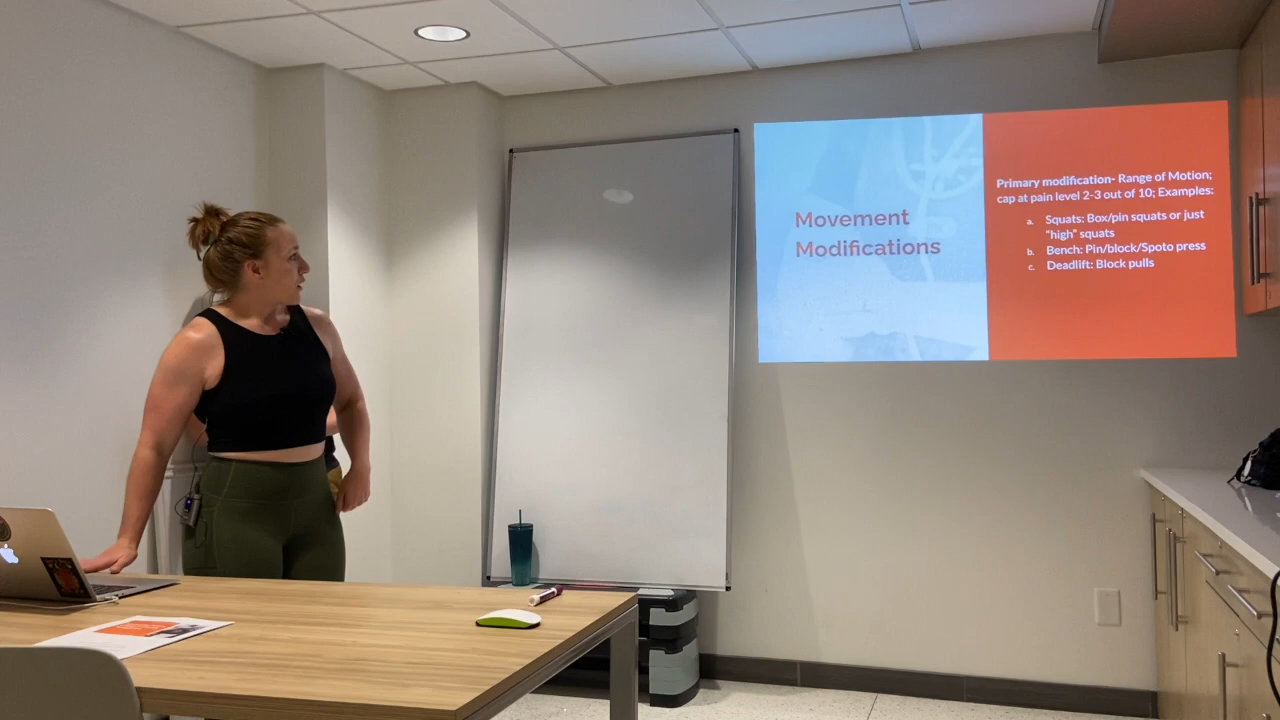 Movement
Modifications
Primary modification- Range of Motion;
cap at pain level 2-3 out of 10; Examples:
a. Squats: Box/pin squats or just
"high" squats
b. Bench: Pin/block/Spoto press
c. Deadlift: Block pulls